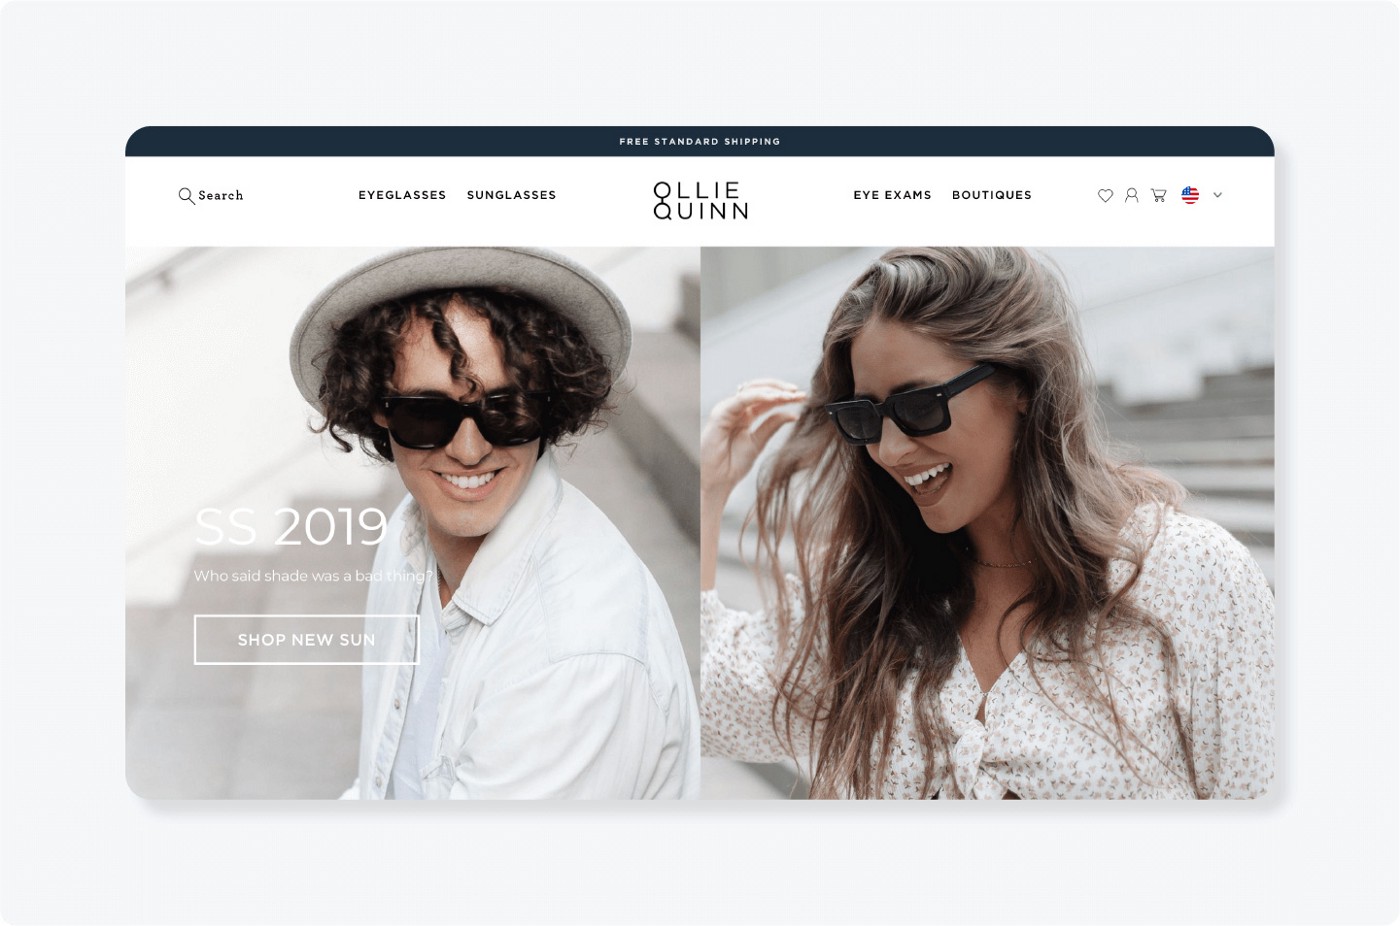 FREE STANDARD SHIPPING
Search
EYEGLASSES
SUNGLASSES
OLLIE
QUINN
EYE EXAMS
BOUTIQUES
SS 2019
Who said shade was a bad thing?
SHOP NEW SUN